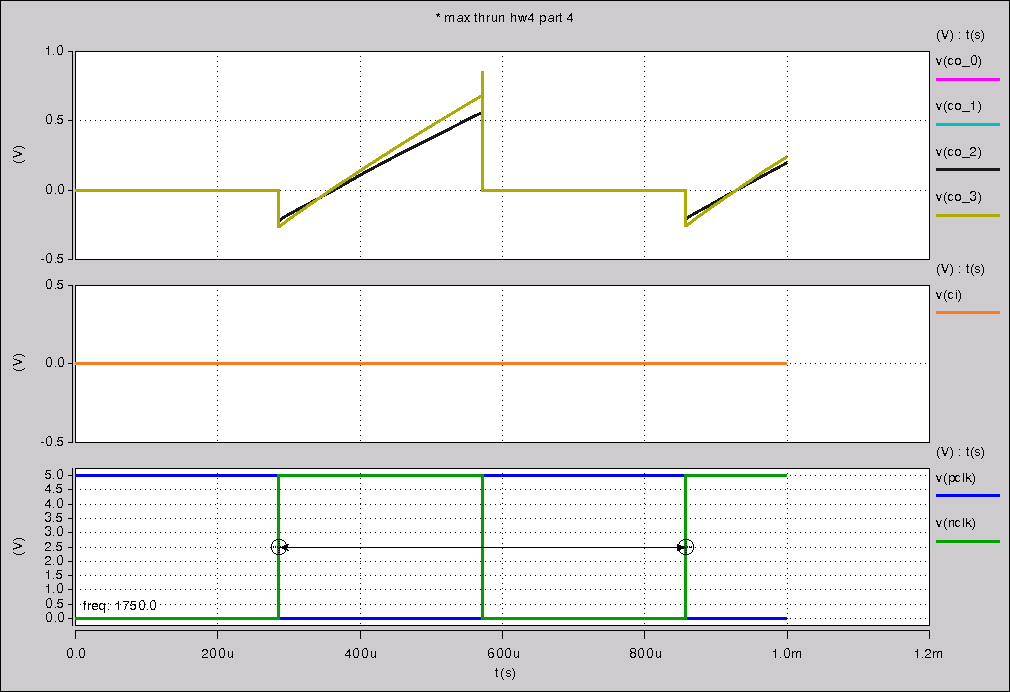 * max thrun hw4 part 4
(V) : t(s)
v(co_0)
v(co_1)
v(co_2)
v(co_3)
1.0
0.5
0.0
-0.5
(V)
(V) : t(s)
v(ci)
0.5
0.0
-0.5
(V)
(V) : t(s)
v(pclk)
v(nclk)
5.0
4.5
4.0
3.5
3.0
2.5
2.0
1.5
1.0
0.5
0.0
(V)
freq: 1750.0
0.0 200u 400u 600u 800u 1.0m 1.2m
t(s)